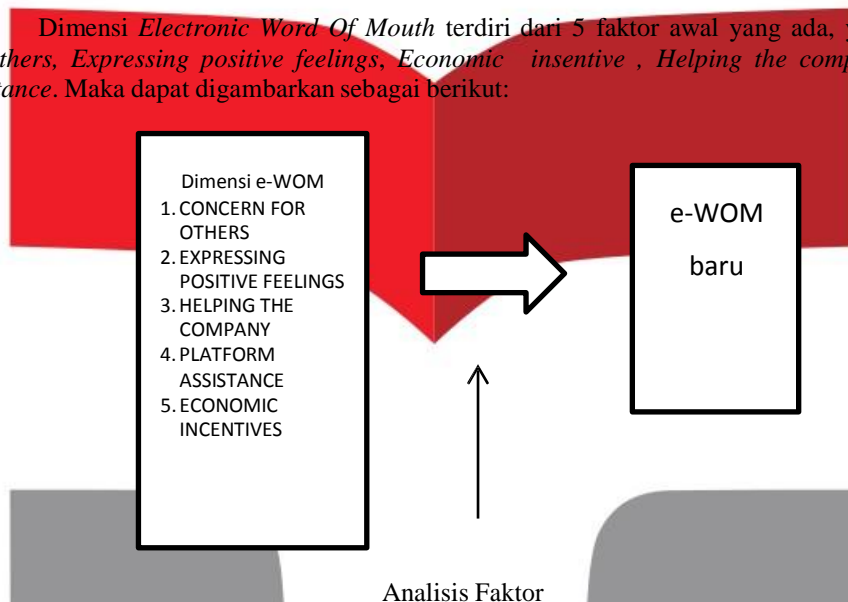 Dimensi Electronic Word Of Mouth terdiri dari 5 faktor awal yang ada,
thers, Expressing positive feelings, Economic insentive , Helping the comp
tance. Maka dapat digambarkan sebagai berikut:
Dimensi e-WOM
1. CONCERN FOR
OTHERS
2. EXPRESSING
POSITIVE FEELINGS
3. HELPING THE
COMPANY
4. PLATFORM
ASSISTANCE
5. ECONOMIC
INCENTIVES
e-WOM
baru
Analisis Faktor